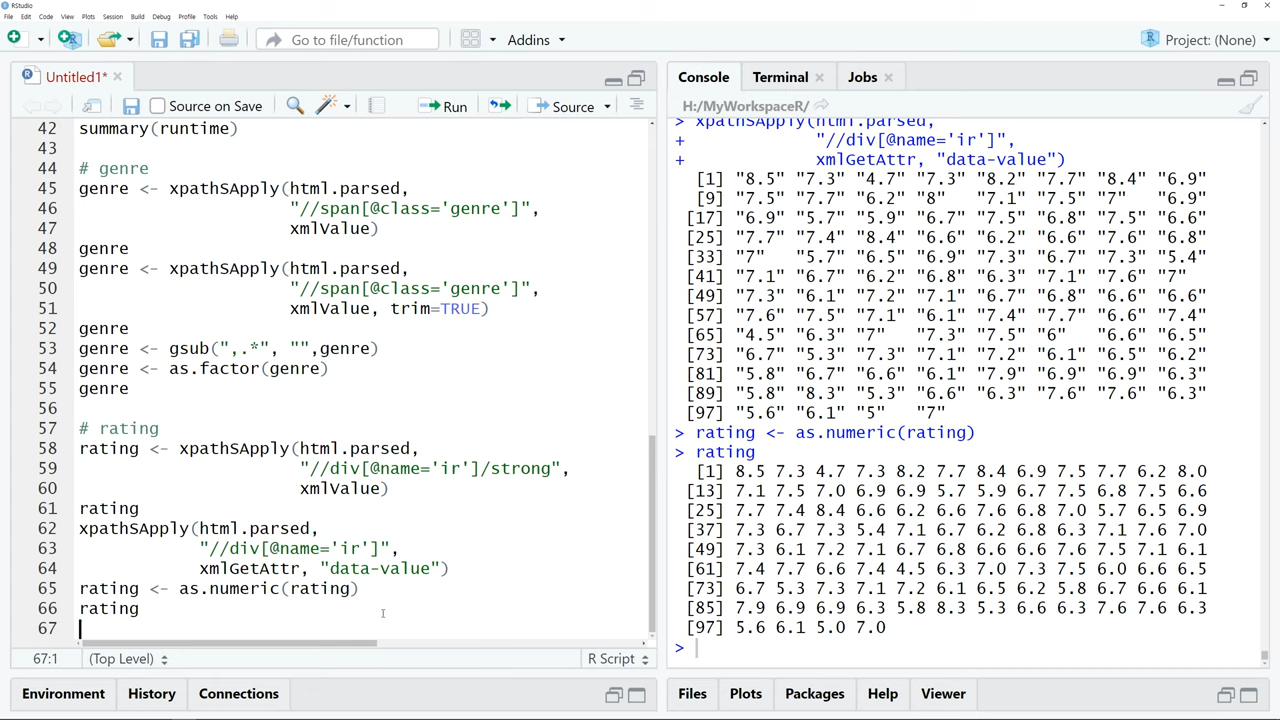 RStudio
File Edit Code View Plots Session Build Debug Profile Tools Help
Go to file/function Addins Project: (None)
Untitled1*
Source on Save Run Source
42 summary(runtime)
43
44 # genre
45 genre <- xpathSApply(html.parsed,
46 "//span[@class='genre']",
47 xmlValue)
48 genre
49 genre <- xpathSApply(html.parsed,
50 "//span[@class='genre']",
51 xmlValue, trim=TRUE)
52 genre
53 genre <- gsub(",.*", "",genre)
54 genre <- as.factor(genre)
55 genre
56
57 # rating
58 rating <- xpathSApply(html.parsed,
59 "//div[@name='ir']/strong",
60 xmlValue)
61 rating
62 xpathSApply(html.parsed,
63 "//div[@name='ir']",
64 xmlGetAttr, "data-value")
65 rating <- as.numeric(rating)
66 rating
67
67:1 (Top Level) R Script
Environment History Connections
Console Terminal Jobs
H:/MyWorkspaceR/
> xpathSApply(html.parsed,
+ "//div[@name='ir']",
+ xmlGetAttr, "data-value")
[1] "8.5" "7.3" "4.7" "7.3" "8.2" "7.7" "8.4" "6.9"
[9] "7.5" "7.7" "6.2" "8" "7.1" "7.5" "7" "6.9"
[17] "6.9" "5.7" "5.9" "6.7" "7.5" "6.8" "7.5" "6.6"
[25] "7.7" "7.4" "8.4" "6.6" "6.2" "6.6" "7.6" "6.8"
[33] "7" "5.7" "6.5" "6.9" "7.3" "6.7" "7.3" "5.4"
[41] "7.1" "6.7" "6.2" "6.8" "6.3" "7.1" "7.6" "7"
[49] "7.3" "6.1" "7.2" "7.1" "6.7" "6.8" "6.6" "6.6"
[57] "7.6" "7.5" "7.1" "6.1" "7.4" "7.7" "6.6" "7.4"
[65] "4.5" "6.3" "7" "7.3" "7.5" "6" "6.6" "6.5"
[73] "6.7" "5.3" "7.3" "7.1" "7.2" "6.1" "6.5" "6.2"
[81] "5.8" "6.7" "6.6" "6.1" "7.9" "6.9" "6.9" "6.3"
[89] "5.8" "8.3" "5.3" "6.6" "6.3" "7.6" "7.6" "6.3"
[97] "5.6" "6.1" "5" "7"
> rating <- as.numeric(rating)
> rating
[1] 8.5 7.3 4.7 7.3 8.2 7.7 8.4 6.9 7.5 7.7 6.2 8.0
[13] 7.1 7.5 7.0 6.9 6.9 5.7 5.9 6.7 7.5 6.8 7.5 6.6
[25] 7.7 7.4 8.4 6.6 6.2 6.6 7.6 6.8 7.0 5.7 6.5 6.9
[37] 7.3 6.7 7.3 5.4 7.1 6.7 6.2 6.8 6.3 7.1 7.6 7.0
[49] 7.3 6.1 7.2 7.1 6.7 6.8 6.6 6.6 7.6 7.5 7.1 6.1
[61] 7.4 7.7 6.6 7.4 4.5 6.3 7.0 7.3 7.5 6.0 6.6 6.5
[73] 6.7 5.3 7.3 7.1 7.2 6.1 6.5 6.2 5.8 6.7 6.6 6.1
[85] 7.9 6.9 6.9 6.3 5.8 8.3 5.3 6.6 6.3 7.6 7.6 6.3
[97] 5.6 6.1 5.0 7.0
>
Files Plots Packages Help Viewer